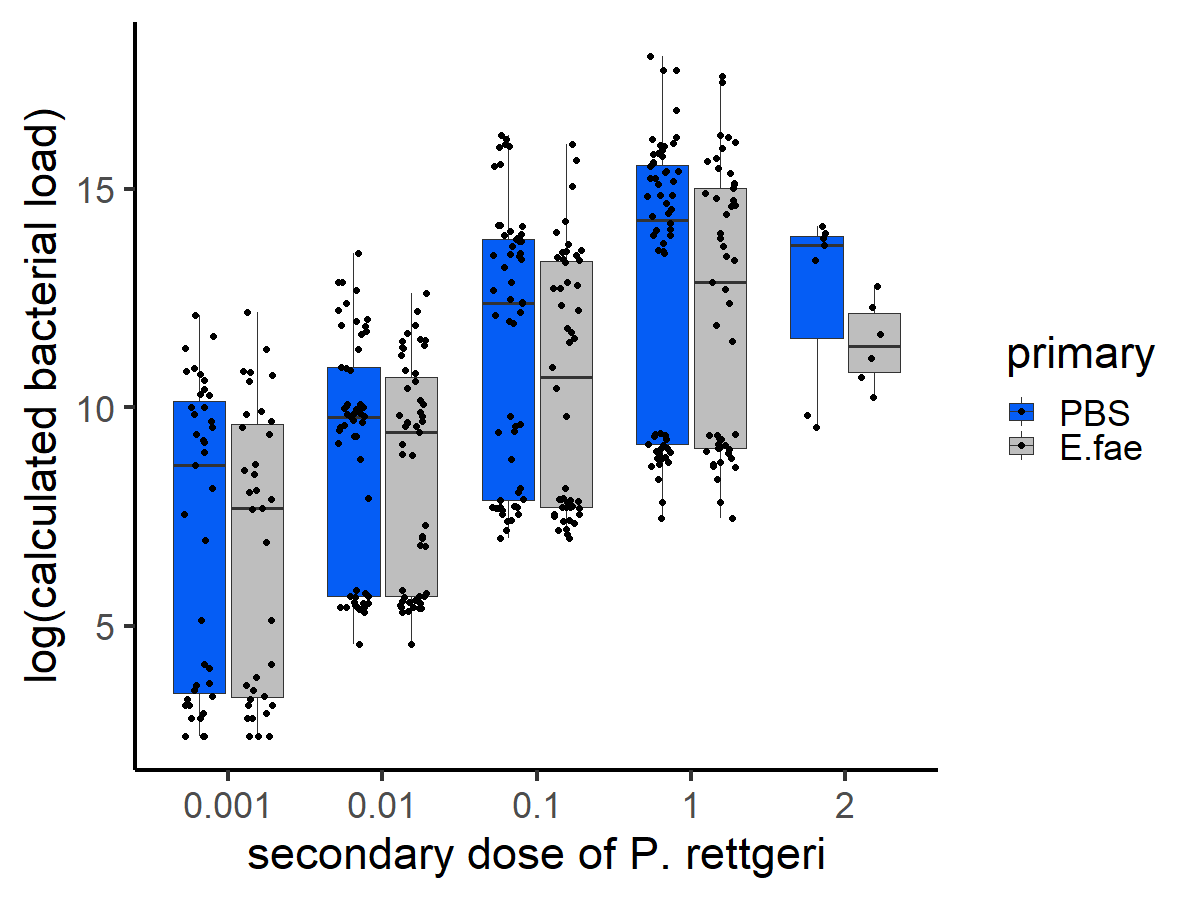 log(calculated bacterial load)
15
10
5
0.001
0.01
0.1
1
2
secondary dose of P. rettgeri
primary
PBS
E.fae